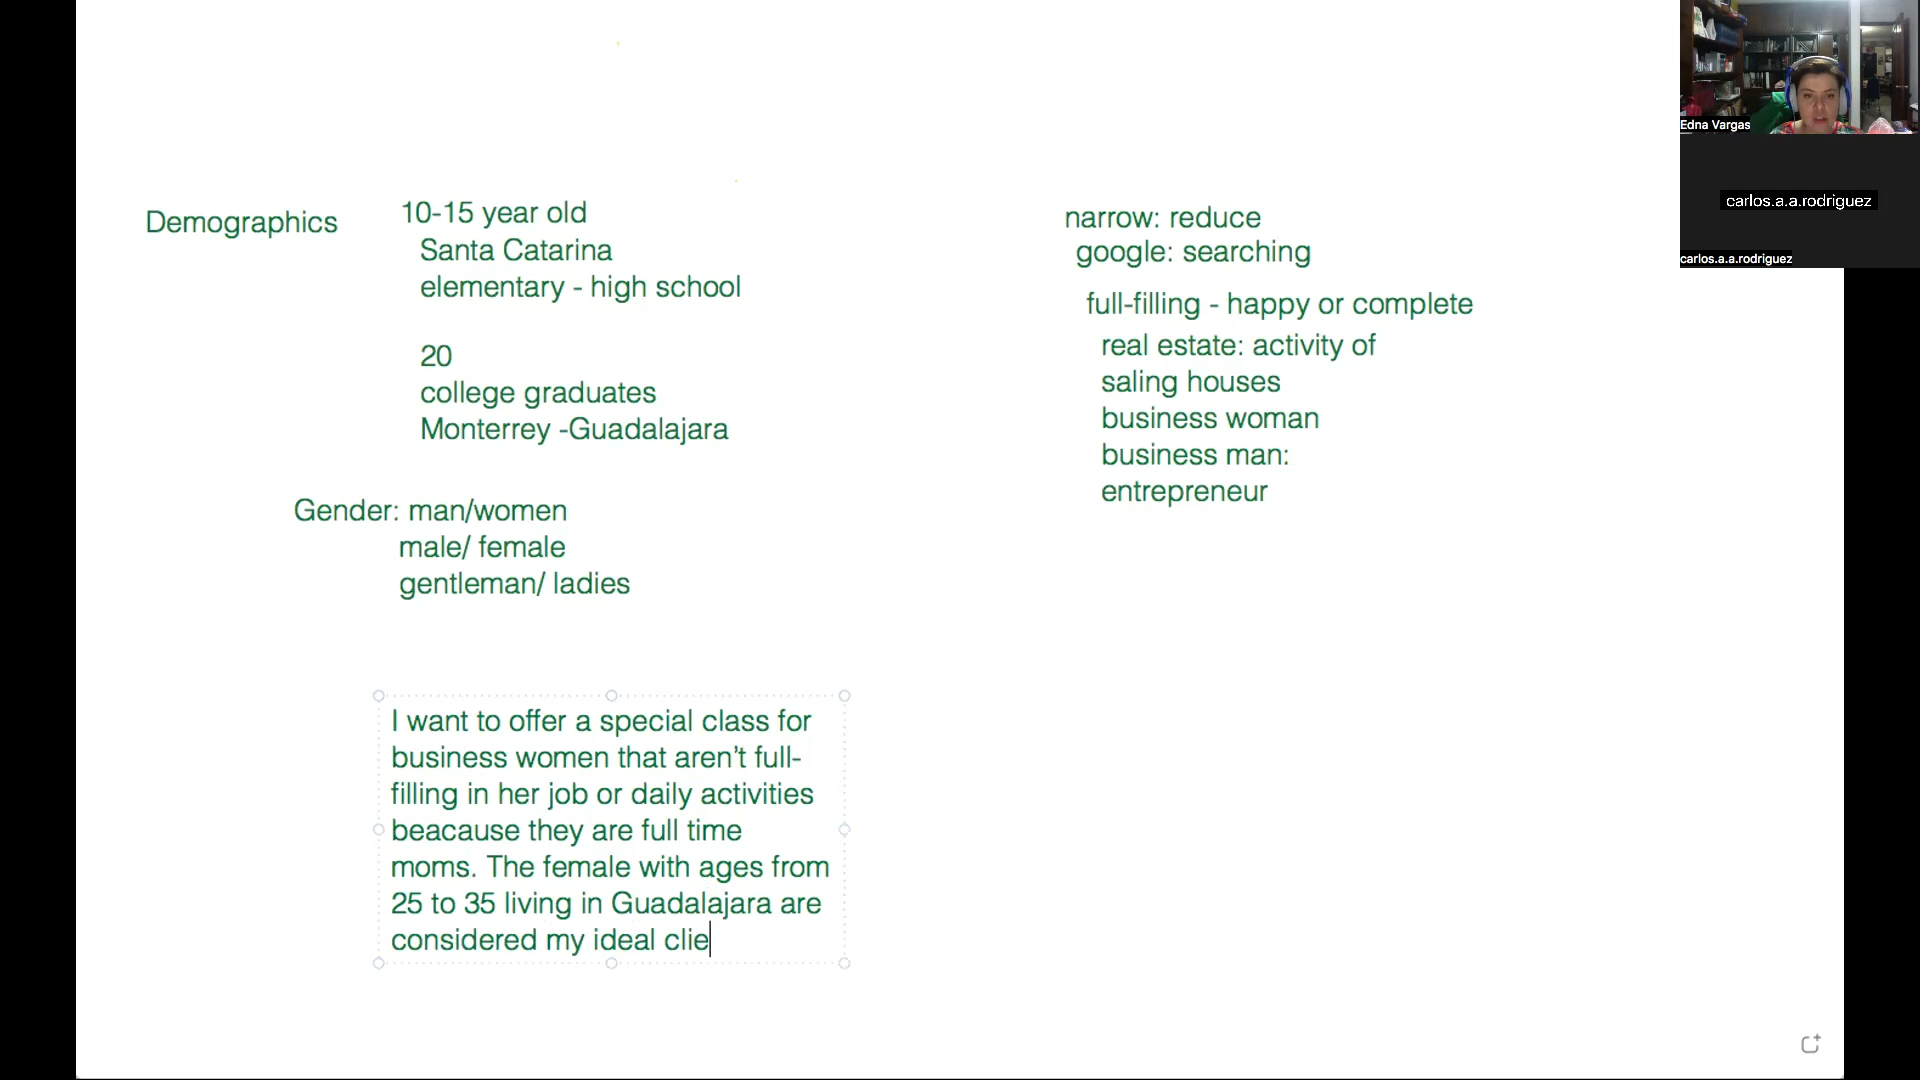 Demographics
10-15 year old
Santa Catarina
elementary - high school
20
college graduates
Monterrey -Guadalajara
Gender: man/women
male/ female
gentleman/ ladies
I want to offer a special class for
business women that aren't full-
filling in her job or daily activities
beacause they are full time
moms. The female with ages from
25 to 35 living in Guadalajara are
considered my ideal clie
narrow: reduce
google: searching
full-filling - happy or complete
real estate: activity of
saling houses
business woman
business man:
entrepreneur
Edna Vargas
carlos.a.a.rodriguez
carlos.a.a.rodriguez